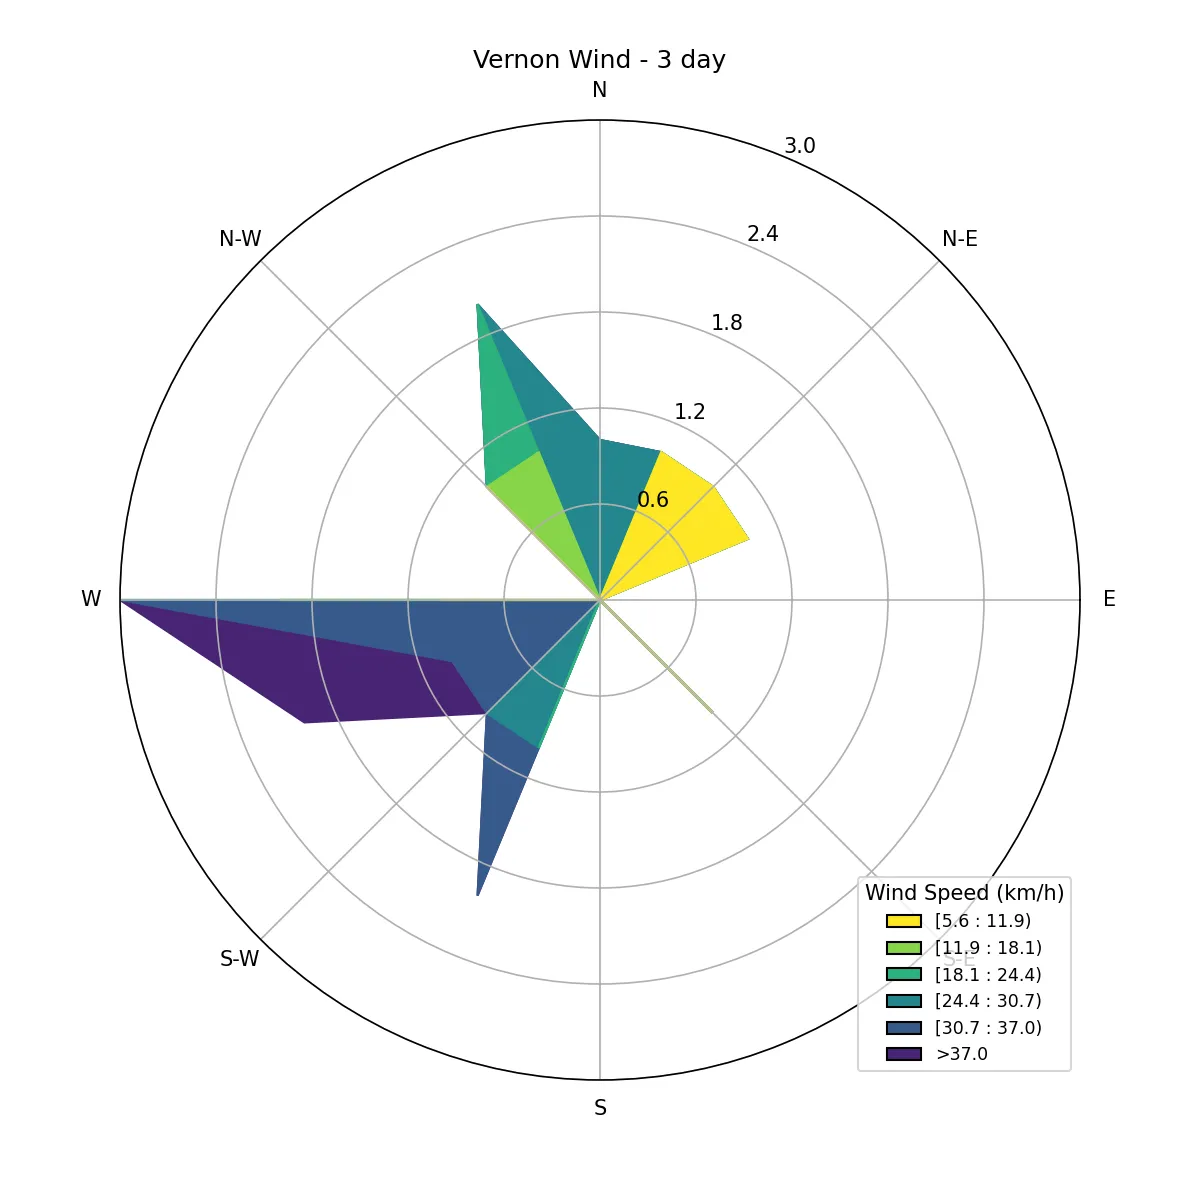 Vernon Wind - 3 day
N
3.0
N-W
2.4
N-E
1.8
1.2
0.6
W
E
S-W
S-E
S
Wind Speed (km/h)
[5.6 : 11.9)
[11.9 : 18.1)
[18.1 : 24.4)
[24.4 : 30.7)
[30.7 : 37.0)
>37.0